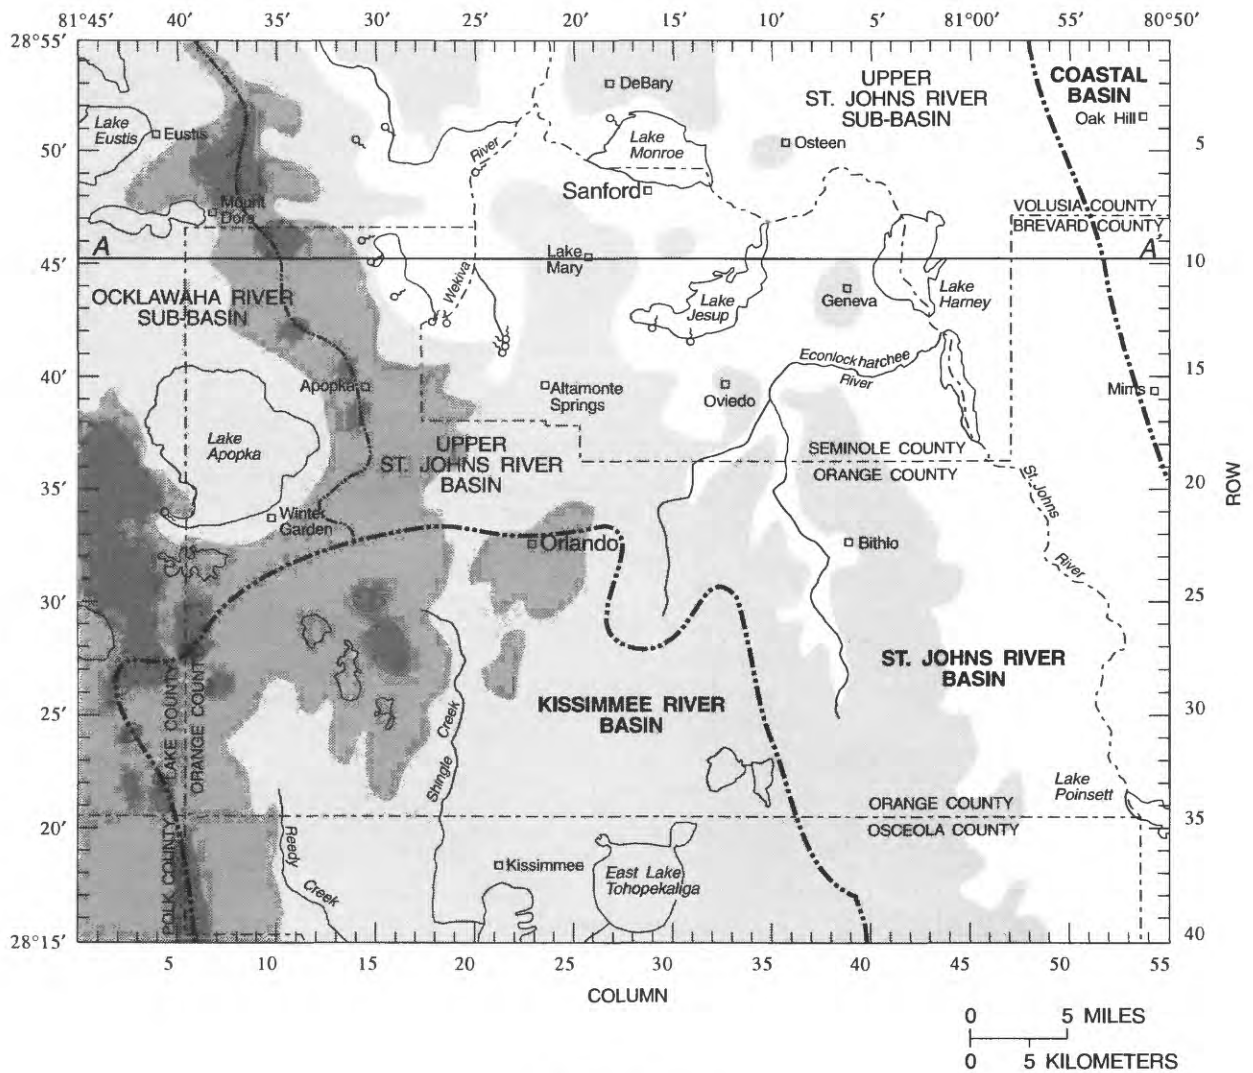 81°45′ 40′ 35′ 30′ 25′ 20′ 15′ 10′ 5′ 81°00′ 55′ 80°50′
28°55′
50′
45′
40′
35′
30′
25′
20′
28°15′
5
10
15
20
25
30
35
40
ROW
5 10 15 20 25 30 35 40 45 50 55
COLUMN
0 5 MILES
0 5 KILOMETERS
DeBary
UPPER
ST. JOHNS RIVER
SUB-BASIN
COASTAL
BASIN
Oak Hill
Lake
Eustis
Eustis
River
Lake
Monroe
Osteen
Sanford
Mount
Dora
VOLUSIA COUNTY
BREVARD COUNTY
A
A′
Lake
Mary
Wekiva
OCKLAWAHA RIVER
SUB-BASIN
Lake
Jesup
Geneva
Lake
Harney
Econlockhatchee
River
Apopka
Altamonte
Springs
Oviedo
Mims
Lake
Apopka
UPPER
ST. JOHNS RIVER
BASIN
SEMINOLE COUNTY
ORANGE COUNTY
St. Johns
River
Winter
Garden
Orlando
Bithlo
ST. JOHNS RIVER
BASIN
KISSIMMEE RIVER
BASIN
LAKE COUNTY
ORANGE COUNTY
Shingle Creek
Lake
Poinsett
ORANGE COUNTY
OSCEOLA COUNTY
POLK COUNTY
Reedy
Creek
Kissimmee
East Lake
Tohopekaliga